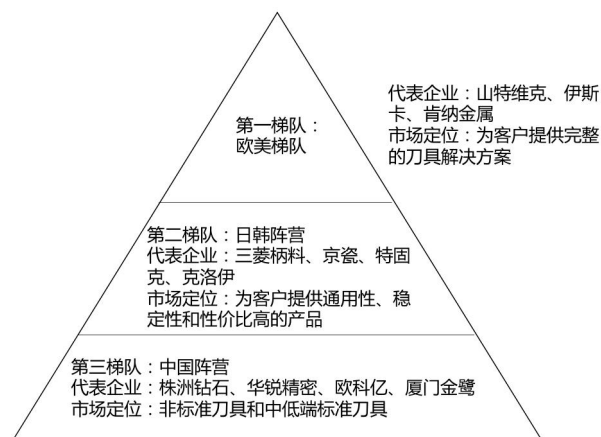 第一梯队：
欧美梯队
代表企业：山特维克、伊斯
卡、肯纳金属
市场定位：为客户提供完整
的刀具解决方案
第二梯队：日韩阵营
代表企业：三菱柄料、京瓷、特固
克、克洛伊
市场定位：为客户提供通用性、稳
定性和性价比高的产品
第三梯队：中国阵营
代表企业：株洲钻石、华锐精密、欧科亿、厦门金鹭
市场定位：非标准刀具和中低端标准刀具